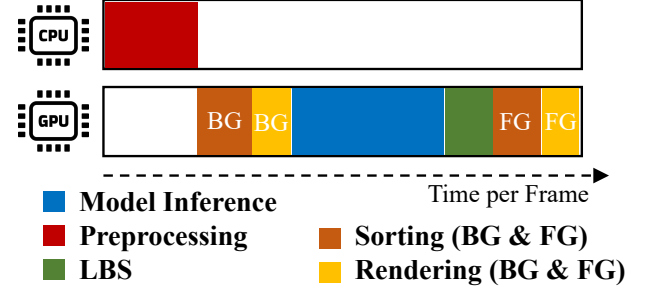 CPU
GPU
BG BG FG FG
Time per Frame
Model Inference
Preprocessing
Sorting (BG & FG)
LBS
Rendering (BG & FG)